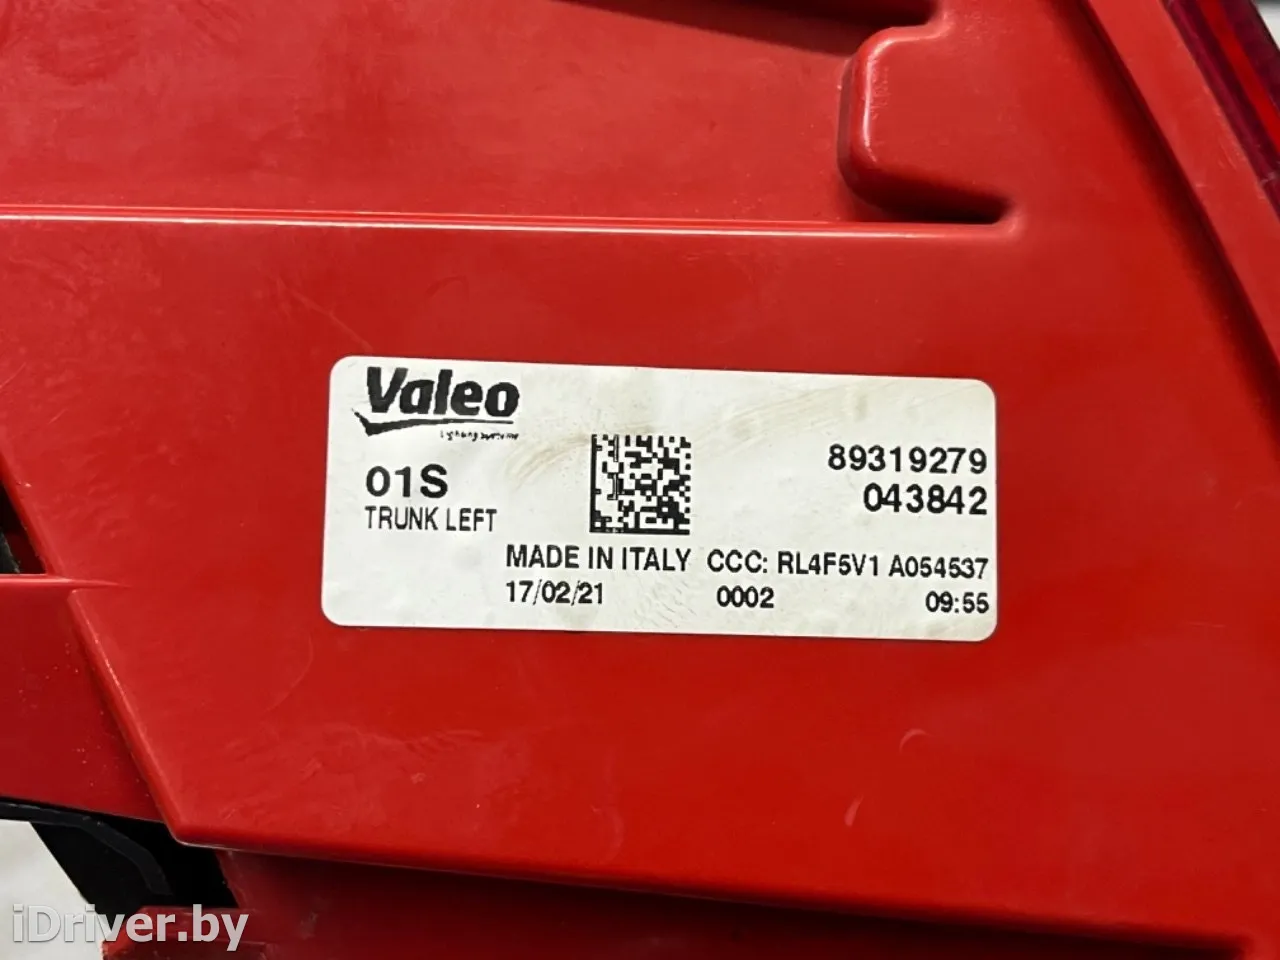 Valeo
01S
TRUNK LEFT
89319279
043842
MADE IN ITALY CCC: RL4F5V1 A054537
17/02/21 0002 09:55
iDriver.by